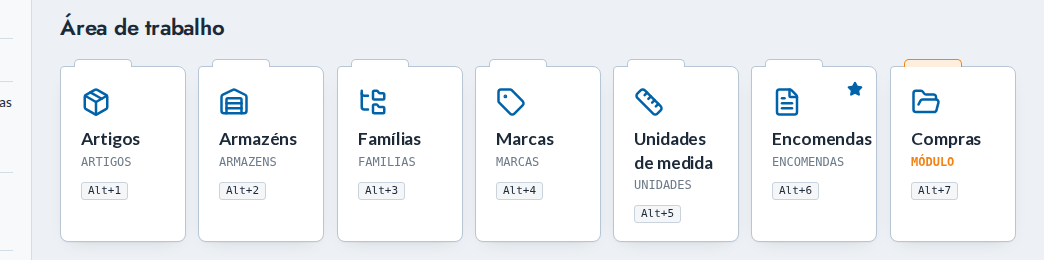 Área de trabalho
as
Artigos
ARTIGOS
Alt+1
Armazéns
ARMAZENS
Alt+2
Famílias
FAMILIAS
Alt+3
Marcas
MARCAS
Alt+4
Unidades
de medida
UNIDADES
Alt+5
Encomendas
ENCOMENDAS
Alt+6
Compras
MÓDULO
Alt+7